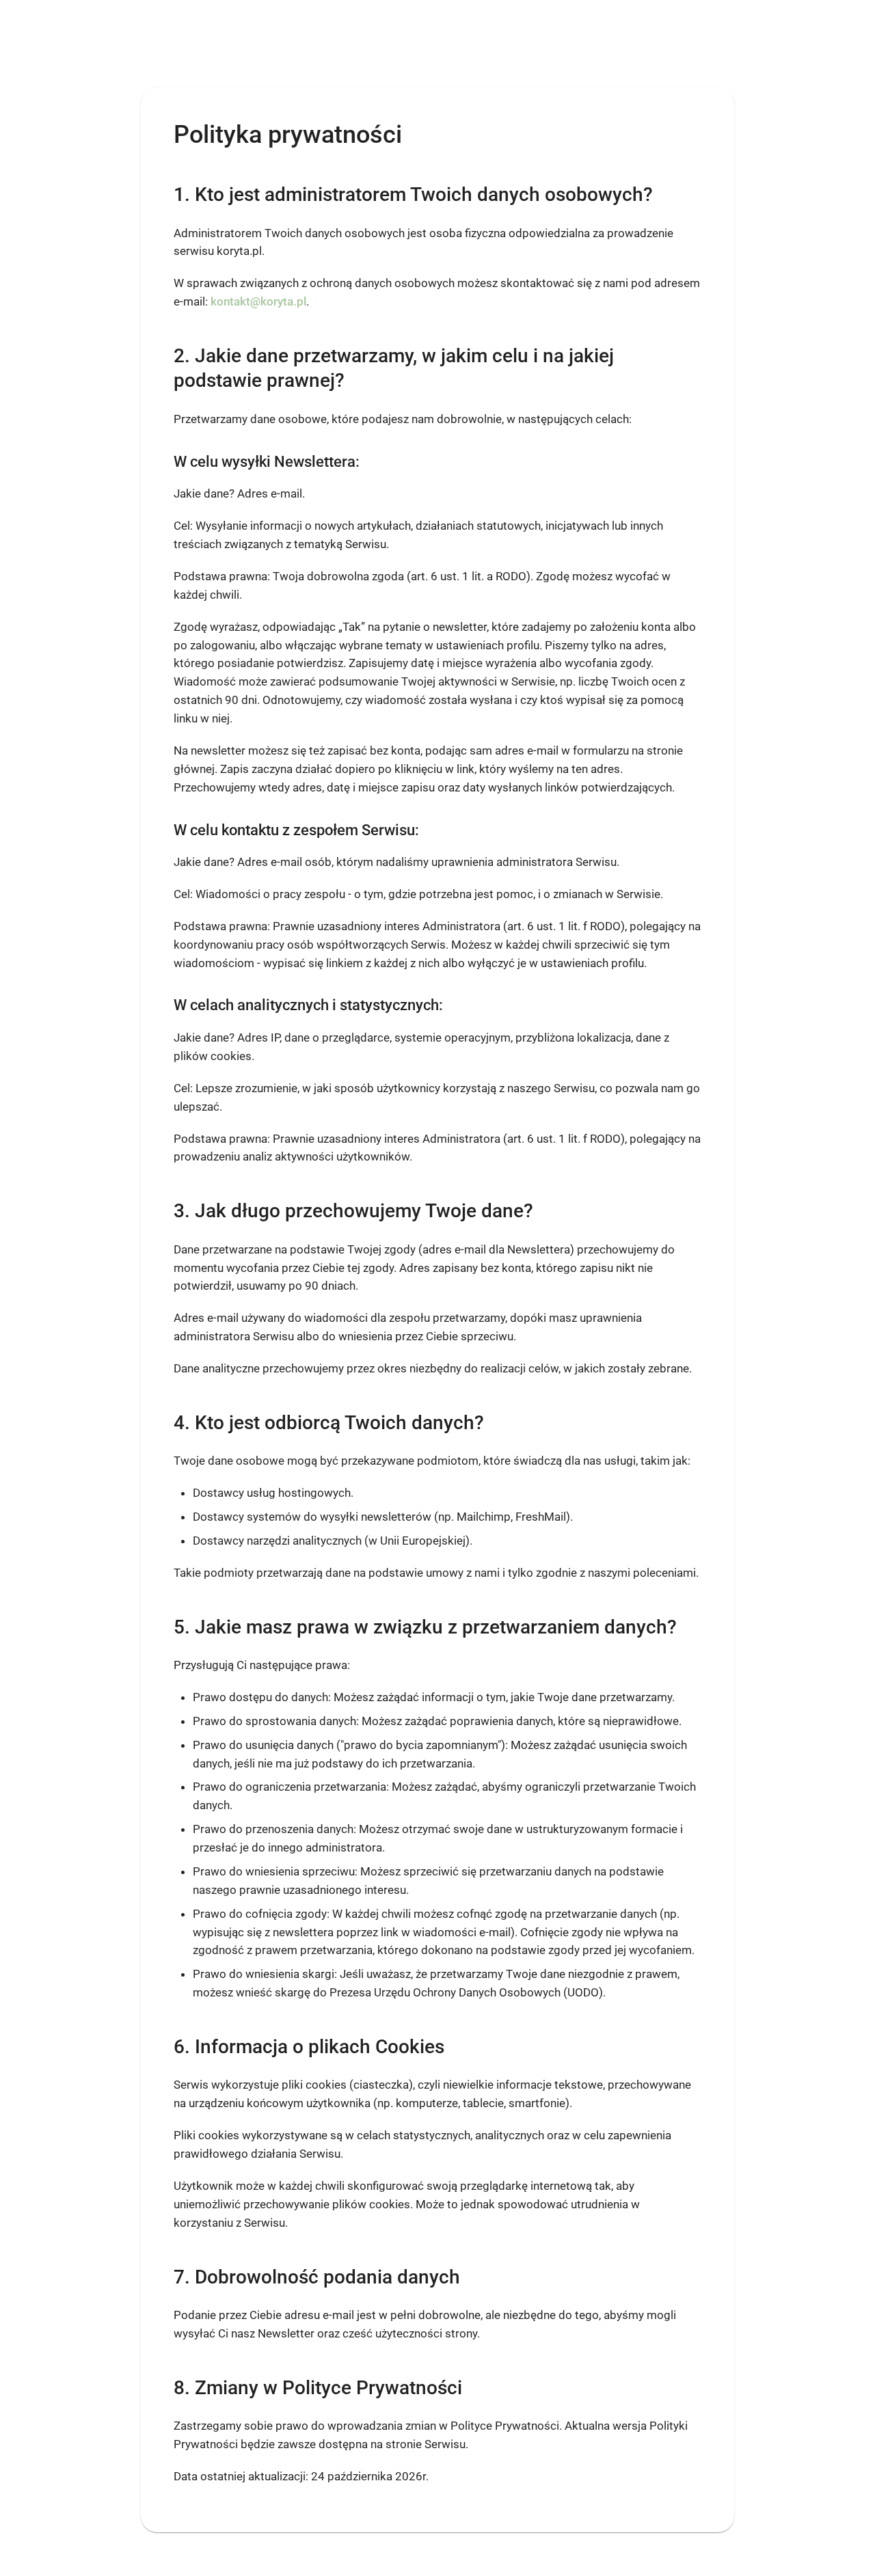 Polityka prywatności
1. Kto jest administratorem Twoich danych osobowych?
Administratorem Twoich danych osobowych jest osoba fizyczna odpowiedzialna za prowadzenie
serwisu koryta.pl.
W sprawach związanych z ochroną danych osobowych możesz skontaktować się z nami pod adresem
e-mail: kontakt@koryta.pl.
2. Jakie dane przetwarzamy, w jakim celu i na jakiej
podstawie prawnej?
Przetwarzamy dane osobowe, które podajesz nam dobrowolnie, w następujących celach:
W celu wysyłki Newslettera:
Jakie dane? Adres e-mail.
Cel: Wysyłanie informacji o nowych artykułach, działaniach statutowych, inicjatywach lub innych
treściach związanych z tematyką Serwisu.
Podstawa prawna: Twoja dobrowolna zgoda (art. 6 ust. 1 lit. a RODO). Zgodę możesz wycofać w
każdej chwili.
Zgodę wyrażasz, odpowiadając „Tak” na pytanie o newsletter, które zadajemy po założeniu konta albo
po zalogowaniu, albo włączając wybrane tematy w ustawieniach profilu. Piszemy tylko na adres,
którego posiadanie potwierdzisz. Zapisujemy datę i miejsce wyrażenia albo wycofania zgody.
Wiadomość może zawierać podsumowanie Twojej aktywności w Serwisie, np. liczbę Twoich ocen z
ostatnich 90 dni. Odnotowujemy, czy wiadomość została wysłana i czy ktoś wypisał się za pomocą
linku w niej.
Na newsletter możesz się też zapisać bez konta, podając sam adres e-mail w formularzu na stronie
głównej. Zapis zaczyna działać dopiero po kliknięciu w link, który wyślemy na ten adres.
Przechowujemy wtedy adres, datę i miejsce zapisu oraz daty wysłanych linków potwierdzających.
W celu kontaktu z zespołem Serwisu:
Jakie dane? Adres e-mail osób, którym nadaliśmy uprawnienia administratora Serwisu.
Cel: Wiadomości o pracy zespołu - o tym, gdzie potrzebna jest pomoc, i o zmianach w Serwisie.
Podstawa prawna: Prawnie uzasadniony interes Administratora (art. 6 ust. 1 lit. f RODO), polegający na
koordynowaniu pracy osób współtworzących Serwis. Możesz w każdej chwili sprzeciwić się tym
wiadomościom - wypisać się linkiem z każdej z nich albo wyłączyć je w ustawieniach profilu.
W celach analitycznych i statystycznych:
Jakie dane? Adres IP, dane o przeglądarce, systemie operacyjnym, przybliżona lokalizacja, dane z
plików cookies.
Cel: Lepsze zrozumienie, w jaki sposób użytkownicy korzystają z naszego Serwisu, co pozwala nam go
ulepszać.
Podstawa prawna: Prawnie uzasadniony interes Administratora (art. 6 ust. 1 lit. f RODO), polegający na
prowadzeniu analiz aktywności użytkowników.
3. Jak długo przechowujemy Twoje dane?
Dane przetwarzane na podstawie Twojej zgody (adres e-mail dla Newslettera) przechowujemy do
momentu wycofania przez Ciebie tej zgody. Adres zapisany bez konta, którego zapisu nikt nie
potwierdził, usuwamy po 90 dniach.
Adres e-mail używany do wiadomości dla zespołu przetwarzamy, dopóki masz uprawnienia
administratora Serwisu albo do wniesienia przez Ciebie sprzeciwu.
Dane analityczne przechowujemy przez okres niezbędny do realizacji celów, w jakich zostały zebrane.
4. Kto jest odbiorcą Twoich danych?
Twoje dane osobowe mogą być przekazywane podmiotom, które świadczą dla nas usługi, takim jak:
• Dostawcy usług hostingowych.
• Dostawcy systemów do wysyłki newsletterów (np. Mailchimp, FreshMail).
• Dostawcy narzędzi analitycznych (w Unii Europejskiej).
Takie podmioty przetwarzają dane na podstawie umowy z nami i tylko zgodnie z naszymi poleceniami.
5. Jakie masz prawa w związku z przetwarzaniem danych?
Przysługują Ci następujące prawa:
• Prawo dostępu do danych: Możesz zażądać informacji o tym, jakie Twoje dane przetwarzamy.
• Prawo do sprostowania danych: Możesz zażądać poprawienia danych, które są nieprawidłowe.
• Prawo do usunięcia danych ("prawo do bycia zapomnianym"): Możesz zażądać usunięcia swoich
danych, jeśli nie ma już podstawy do ich przetwarzania.
• Prawo do ograniczenia przetwarzania: Możesz zażądać, abyśmy ograniczyli przetwarzanie Twoich
danych.
• Prawo do przenoszenia danych: Możesz otrzymać swoje dane w ustrukturyzowanym formacie i
przesłać je do innego administratora.
• Prawo do wniesienia sprzeciwu: Możesz sprzeciwić się przetwarzaniu danych na podstawie
naszego prawnie uzasadnionego interesu.
• Prawo do cofnięcia zgody: W każdej chwili możesz cofnąć zgodę na przetwarzanie danych (np.
wypisując się z newslettera poprzez link w wiadomości e-mail). Cofnięcie zgody nie wpływa na
zgodność z prawem przetwarzania, którego dokonano na podstawie zgody przed jej wycofaniem.
• Prawo do wniesienia skargi: Jeśli uważasz, że przetwarzamy Twoje dane niezgodnie z prawem,
możesz wnieść skargę do Prezesa Urzędu Ochrony Danych Osobowych (UODO).
6. Informacja o plikach Cookies
Serwis wykorzystuje pliki cookies (ciasteczka), czyli niewielkie informacje tekstowe, przechowywane
na urządzeniu końcowym użytkownika (np. komputerze, tablecie, smartfonie).
Pliki cookies wykorzystywane są w celach statystycznych, analitycznych oraz w celu zapewnienia
prawidłowego działania Serwisu.
Użytkownik może w każdej chwili skonfigurować swoją przeglądarkę internetową tak, aby
uniemożliwić przechowywanie plików cookies. Może to jednak spowodować utrudnienia w
korzystaniu z Serwisu.
7. Dobrowolność podania danych
Podanie przez Ciebie adresu e-mail jest w pełni dobrowolne, ale niezbędne do tego, abyśmy mogli
wysyłać Ci nasz Newsletter oraz cześć użyteczności strony.
8. Zmiany w Polityce Prywatności
Zastrzegamy sobie prawo do wprowadzania zmian w Polityce Prywatności. Aktualna wersja Polityki
Prywatności będzie zawsze dostępna na stronie Serwisu.
Data ostatniej aktualizacji: 24 października 2026r.